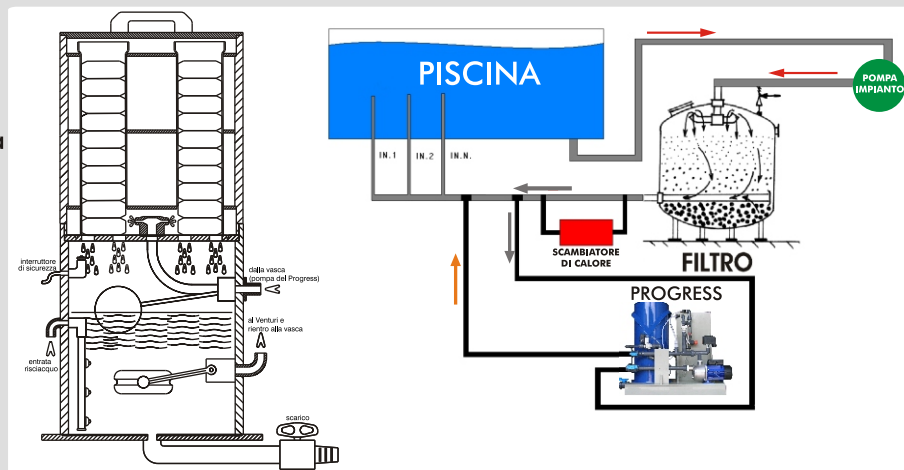 interruttore
di sicurezza
dalla vasca
(pompa del Progress)
al Venturi e
rientro alla vasca
entrata
risciacquo
scarico
PISCINA
IN.1
IN.2
IN.N.
POMPA
IMPIANTO
SCAMBIATORE
DI CALORE
FILTRO
PROGRESS